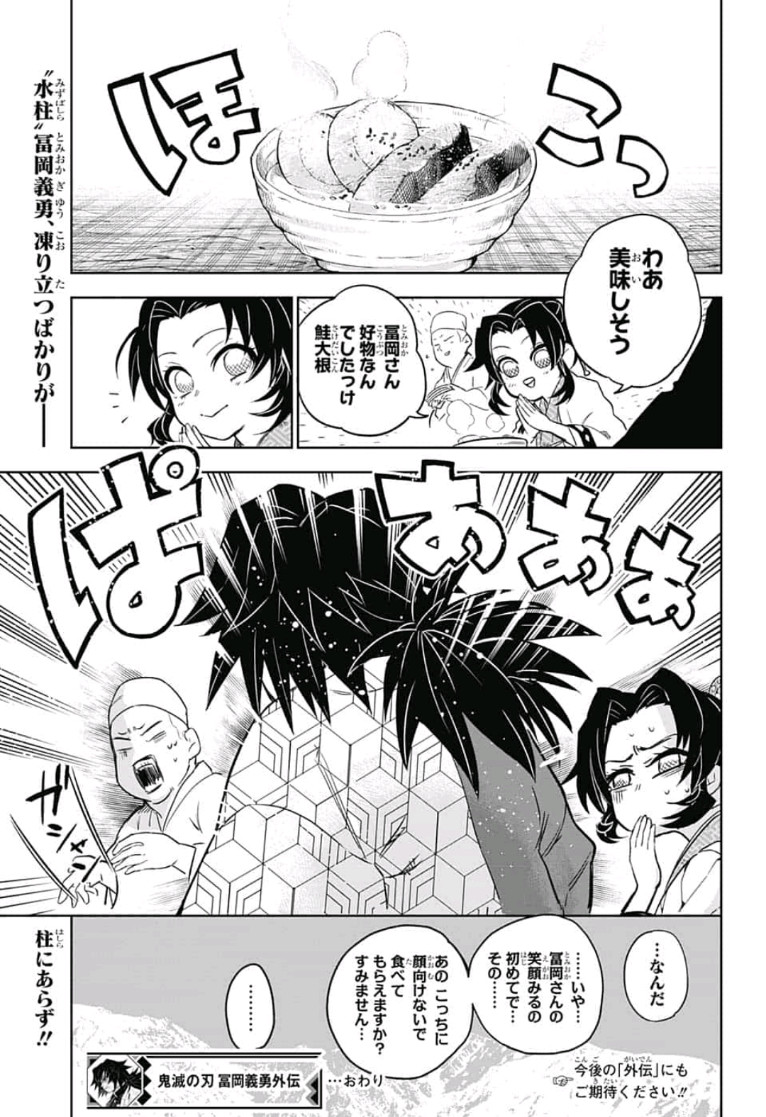 ほ
こっ
わあ
美味しそう
冨岡さん
好物なん
でしたっけ
鮭大根
ぱ
ぁぁぁ
ガシャン
…なんだ
……いや…
冨岡さんの
笑顔みるの
初めてで…
その……
あの こっちに
顔向けないで
食べて
もらえますか？
すみません…
………
〝水柱〟冨岡義勇、凍り立つばかりが――
柱にあらず!!
鬼滅の刃 冨岡義勇外伝
…おわり
☞今後の「外伝」にも
ご期待ください!!